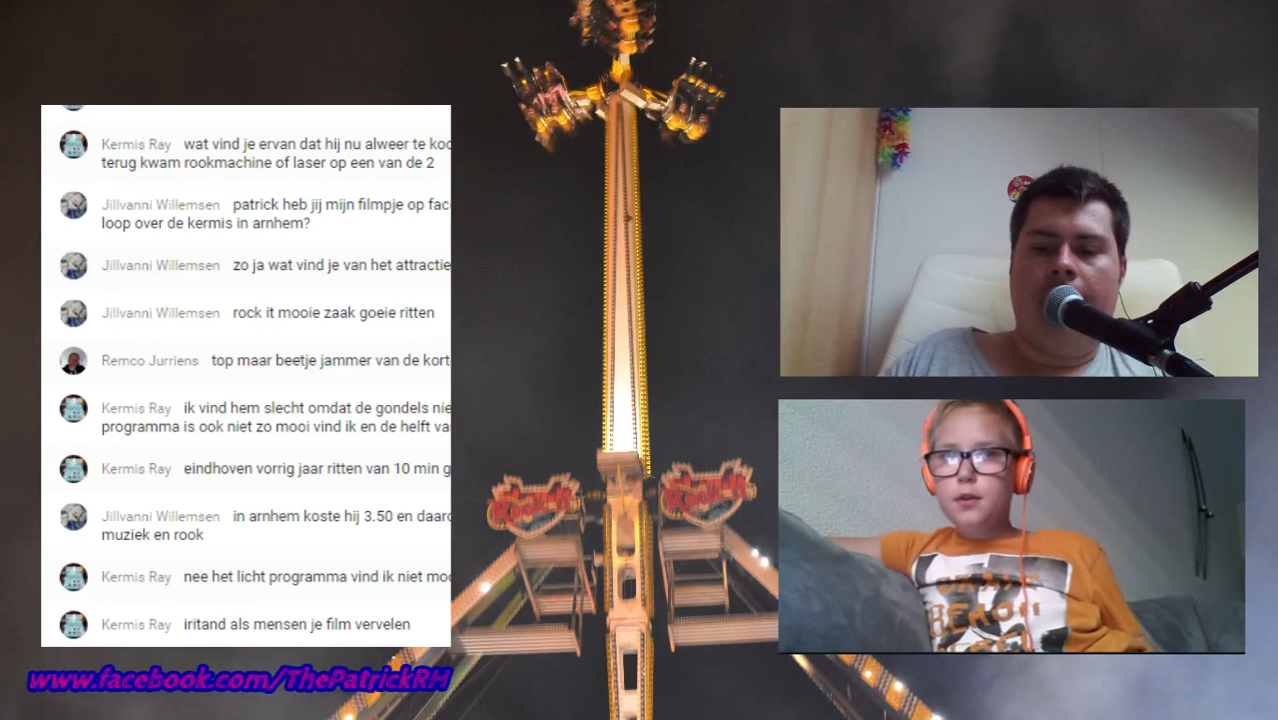 Kermis Ray wat vind je ervan dat hij nu alweer te
terug kwam rookmachine of laser op een van de 2
Jillvanni Willemsen patrick heb jij mijn filmpje op
loop over de kermis in arnhem?
Jillvanni Willemsen zo ja wat vind je van het attractie
Jillvanni Willemsen rock it mooie zaak goeie ritten
Remco Jurriens top maar beetje jammer van de kort
Kermis Ray ik vind hem slecht omdat de gondels
programma is ook niet zo mooi vind ik en de helft
Kermis Ray eindhoven vorrig jaar ritten van 10 min
Jillvanni Willemsen in arnhem koste hij 3.50 en
muziek en rook
Kermis Ray nee het licht programma vind ik niet
Kermis Ray iritand als mensen je film vervelen
www.facebook.com/ThePatrickRH